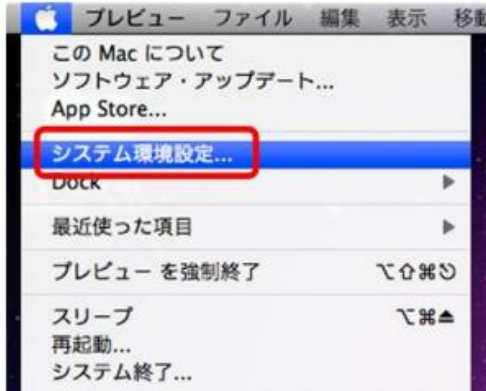 プレビュー ファイル 編集 表示 移動
この Mac について
ソフトウェア・アップデート...
App Store...
システム環境設定...
Dock
最近使った項目
プレビュー を強制終了 ⌥⇧⌘⎋
スリープ ⌥⌘⏏
再起動...
システム終了...